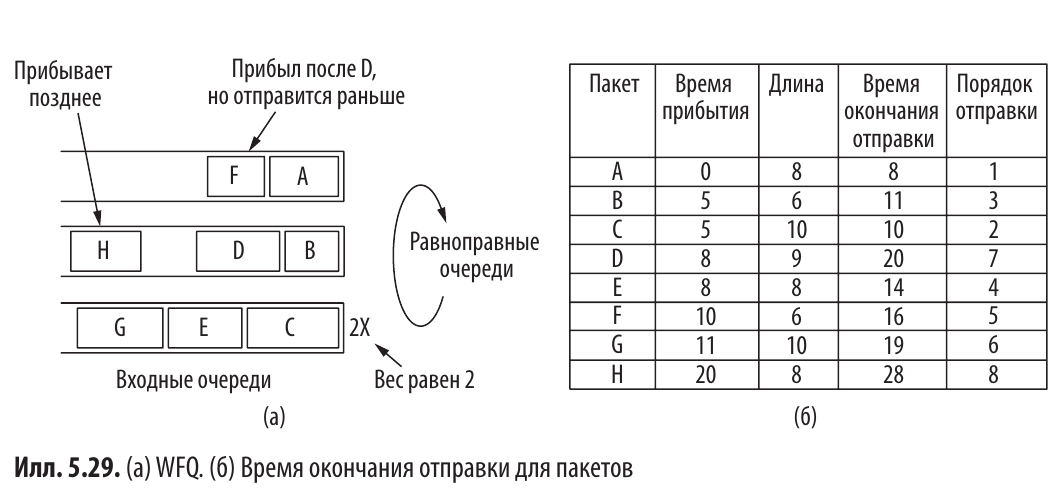 Прибывает
позднее
Прибыл после D,
но отправится раньше
F A
H D B
G E C 2X
Равноправные
очереди
Входные очереди
Вес равен 2
(а)
Пакет Время прибытия Длина Время окончания отправки Порядок отправки
A 0 8 8 1
B 5 6 11 3
C 5 10 10 2
D 8 9 20 7
E 8 8 14 4
F 10 6 16 5
G 11 10 19 6
H 20 8 28 8
(б)
Илл. 5.29. (а) WFQ. (б) Время окончания отправки для пакетов